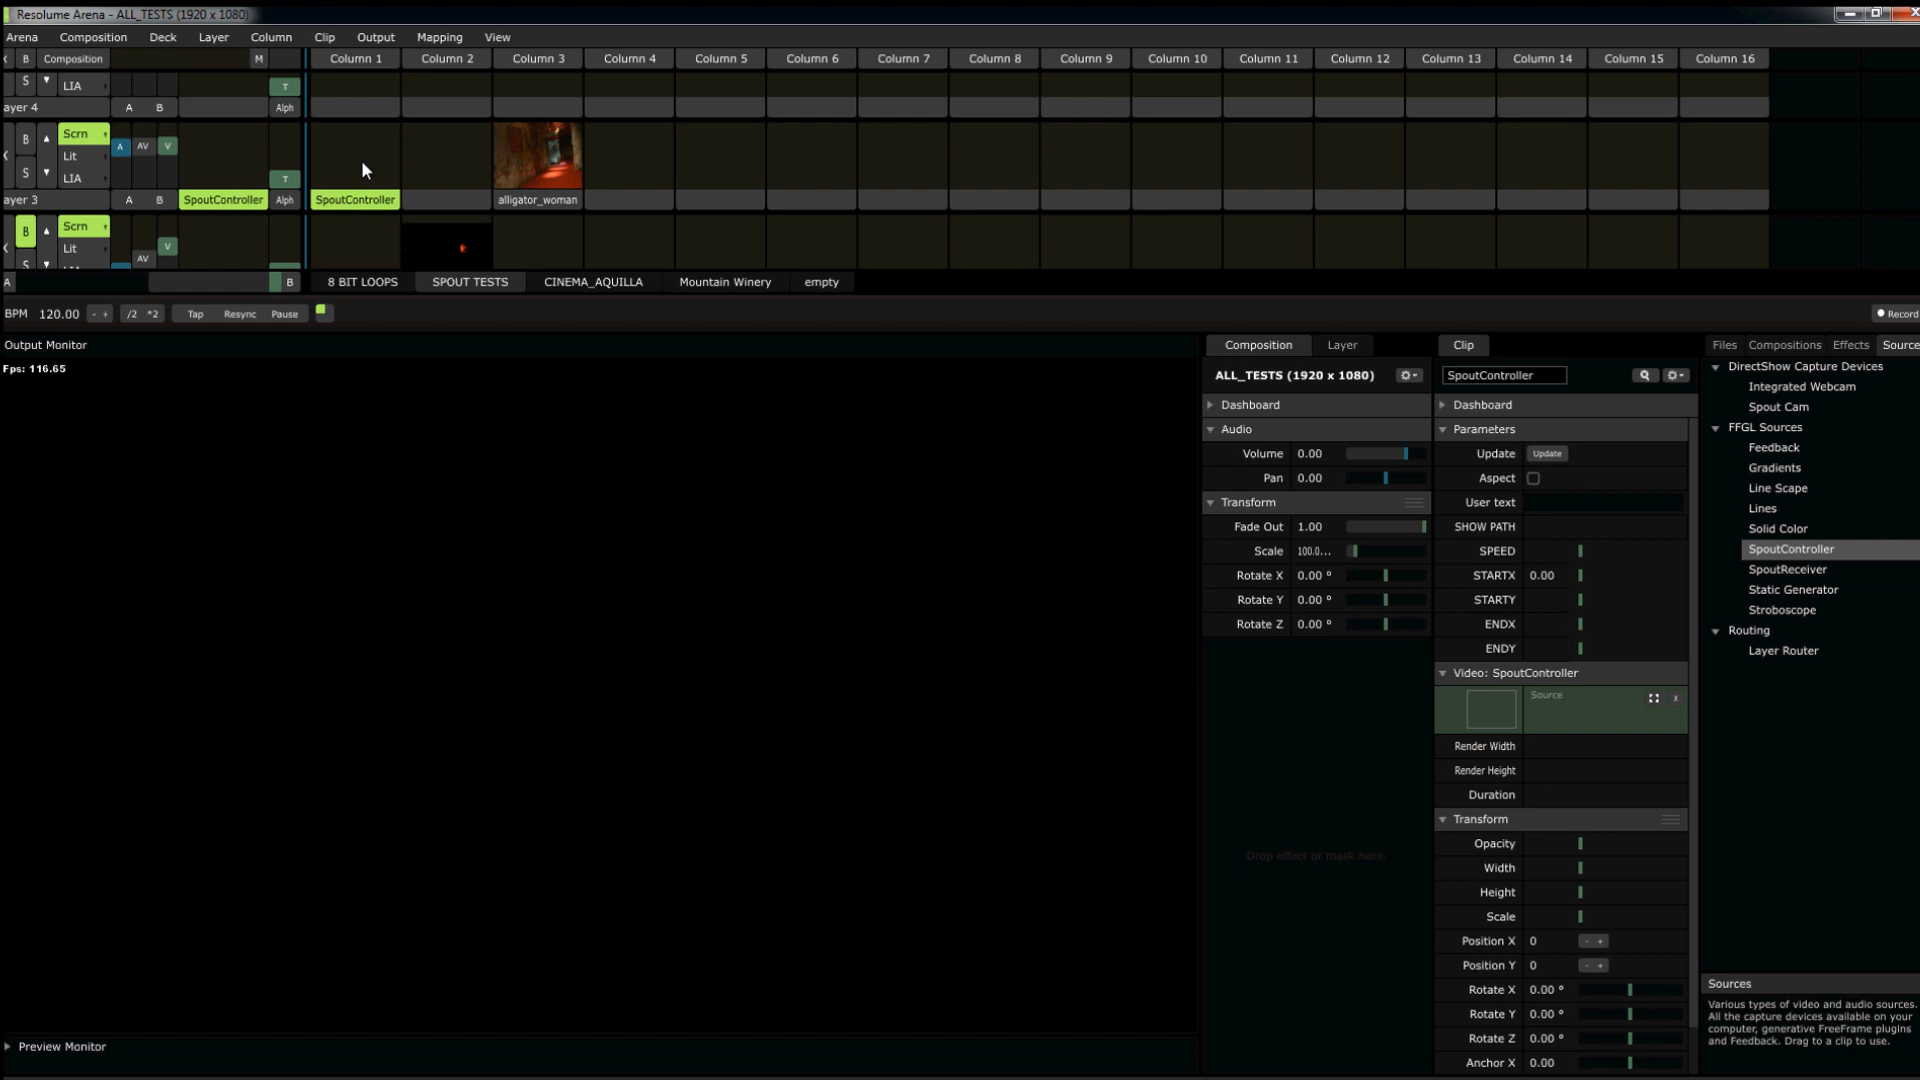 Resolume Arena - ALL_TESTS (1920 x 1080)
Arena Composition Deck Layer Column Clip Output Mapping View
B Composition M Column 1 Column 2 Column 3 Column 4 Column 5 Column 6 Column 7 Column 8 Column 9 Column 10 Column 11 Column 12 Column 13 Column 14 Column 15 Column 16
S LIA T
ayer 4 A B Alph
B Scrn A AV V
Lit
S LIA T
ayer 3 A B SpoutController Alph SpoutController alligator_woman
B Scrn V
Lit AV
S
A B 8 BIT LOOPS SPOUT TESTS CINEMA_AQUILLA Mountain Winery empty
BPM 120.00 - + /2 *2 Tap Resync Pause Record
Output Monitor
Fps: 116.65
Preview Monitor
Composition Layer
ALL_TESTS (1920 x 1080)
Dashboard
Audio
Volume 0.00
Pan 0.00
Transform
Fade Out 1.00
Scale 100.0...
Rotate X 0.00 °
Rotate Y 0.00 °
Rotate Z 0.00 °
Drop effect or mask here.
Clip
SpoutController
Dashboard
Parameters
Update Update
Aspect
User text
SHOW PATH
SPEED
STARTX 0.00
STARTY
ENDX
ENDY
Video: SpoutController
Source x
Render Width
Render Height
Duration
Transform
Opacity
Width
Height
Scale
Position X 0 - +
Position Y 0 - +
Rotate X 0.00 °
Rotate Y 0.00 °
Rotate Z 0.00 °
Anchor X 0.00
Files Compositions Effects Source
DirectShow Capture Devices
Integrated Webcam
Spout Cam
FFGL Sources
Feedback
Gradients
Line Scape
Lines
Solid Color
SpoutController
SpoutReceiver
Static Generator
Stroboscope
Routing
Layer Router
Sources
Various types of video and audio sources.
All the capture devices available on your
computer, generative FreeFrame plugins
and Feedback. Drag to a clip to use.